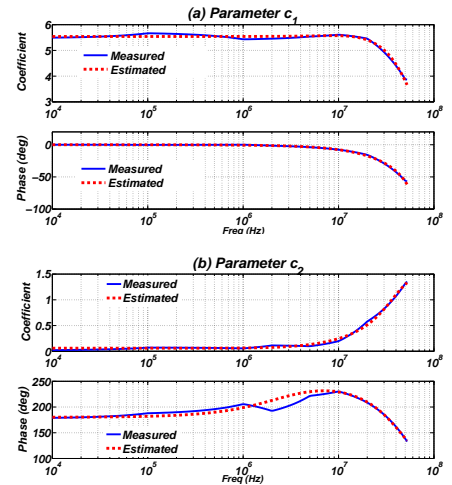 (a) Parameter c1
6
5
4
3
Coefficient
Measured
Estimated
10^4 10^5 10^6 10^7 10^8
0
−50
−100
Phase (deg)
Measured
Estimated
10^4 10^5 10^6 10^7 10^8
Freq (Hz)
(b) Parameter c2
1.5
1
0.5
0
Coefficient
Measured
Estimated
10^4 10^5 10^6 10^7 10^8
250
200
150
100
Phase (deg)
Measured
Estimated
10^4 10^5 10^6 10^7 10^8
Freq (Hz)